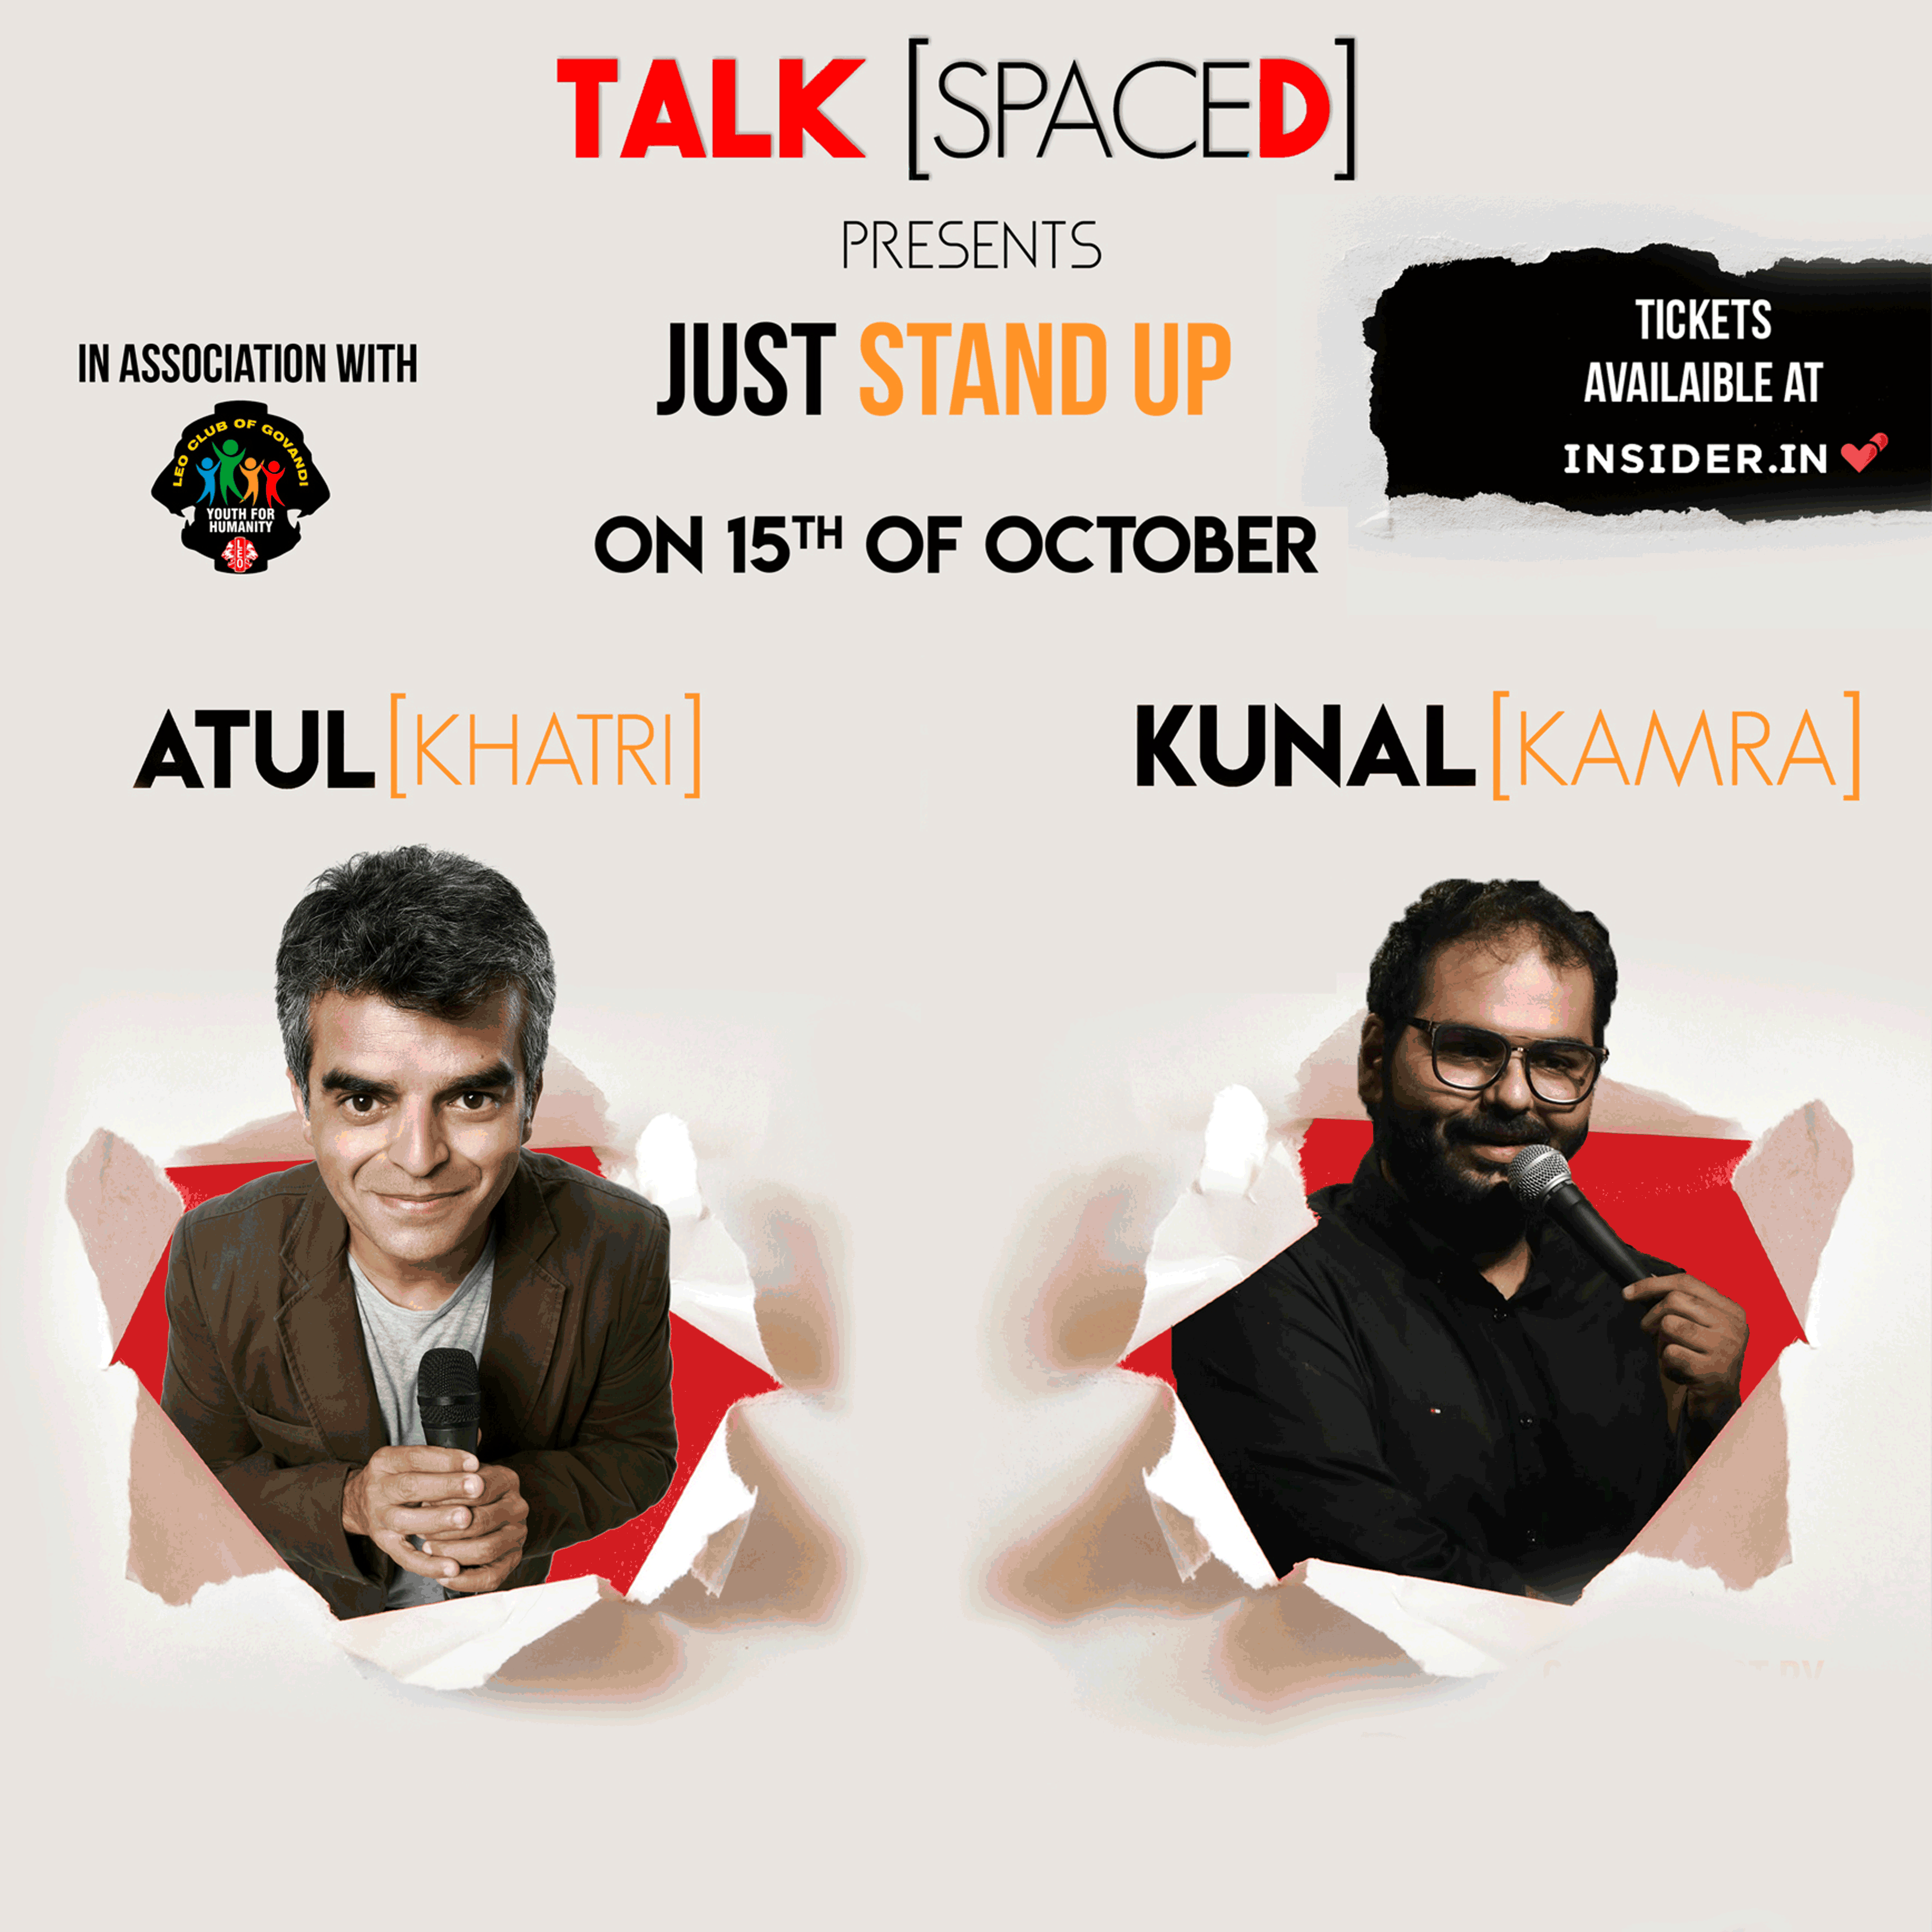 TALK [SPACED]
PRESENTS
JUST STAND UP
ON 15TH OF OCTOBER
IN ASSOCIATION WITH
LEO CLUB OF GOVANDI
YOUTH FOR
HUMANITY
LEO
TICKETS
AVAILAIBLE AT
INSIDER.IN
ATUL [KHATRI]
KUNAL [KAMRA]